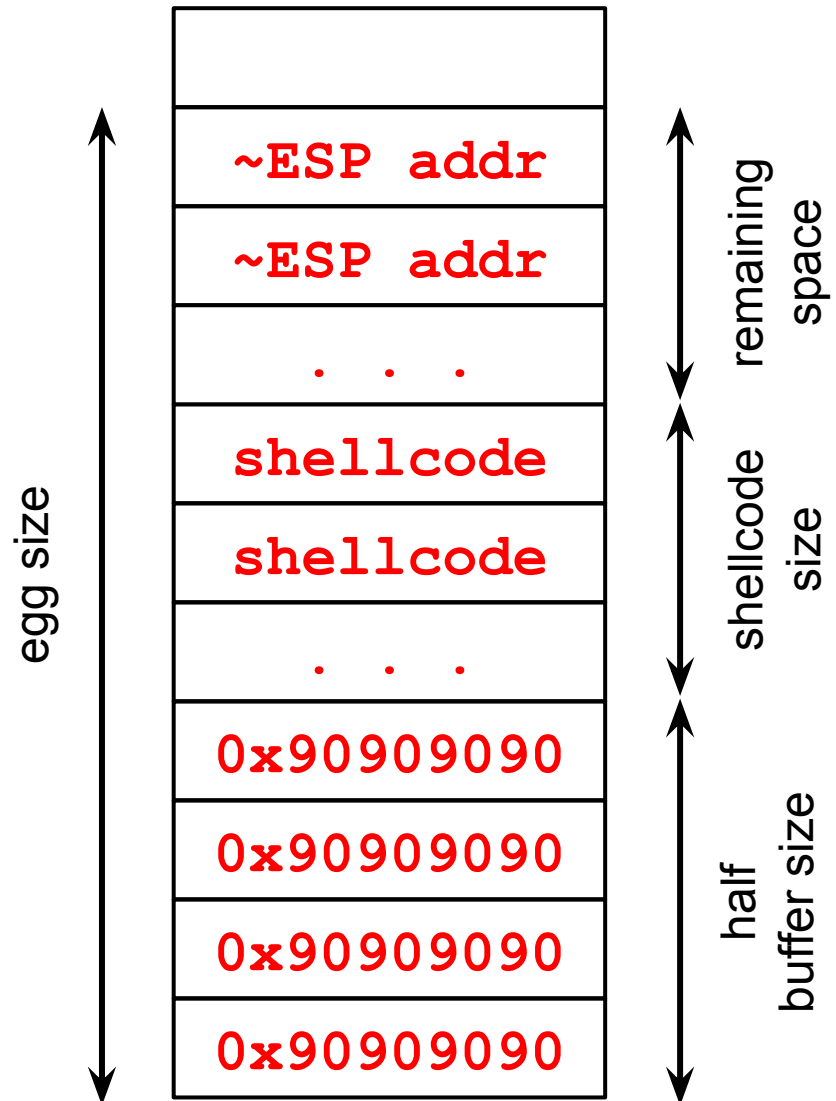 ~ESP addr
~ESP addr
. . .
shellcode
shellcode
. . .
0x90909090
0x90909090
0x90909090
0x90909090
egg size
remaining
space
shellcode
size
half
buffer size